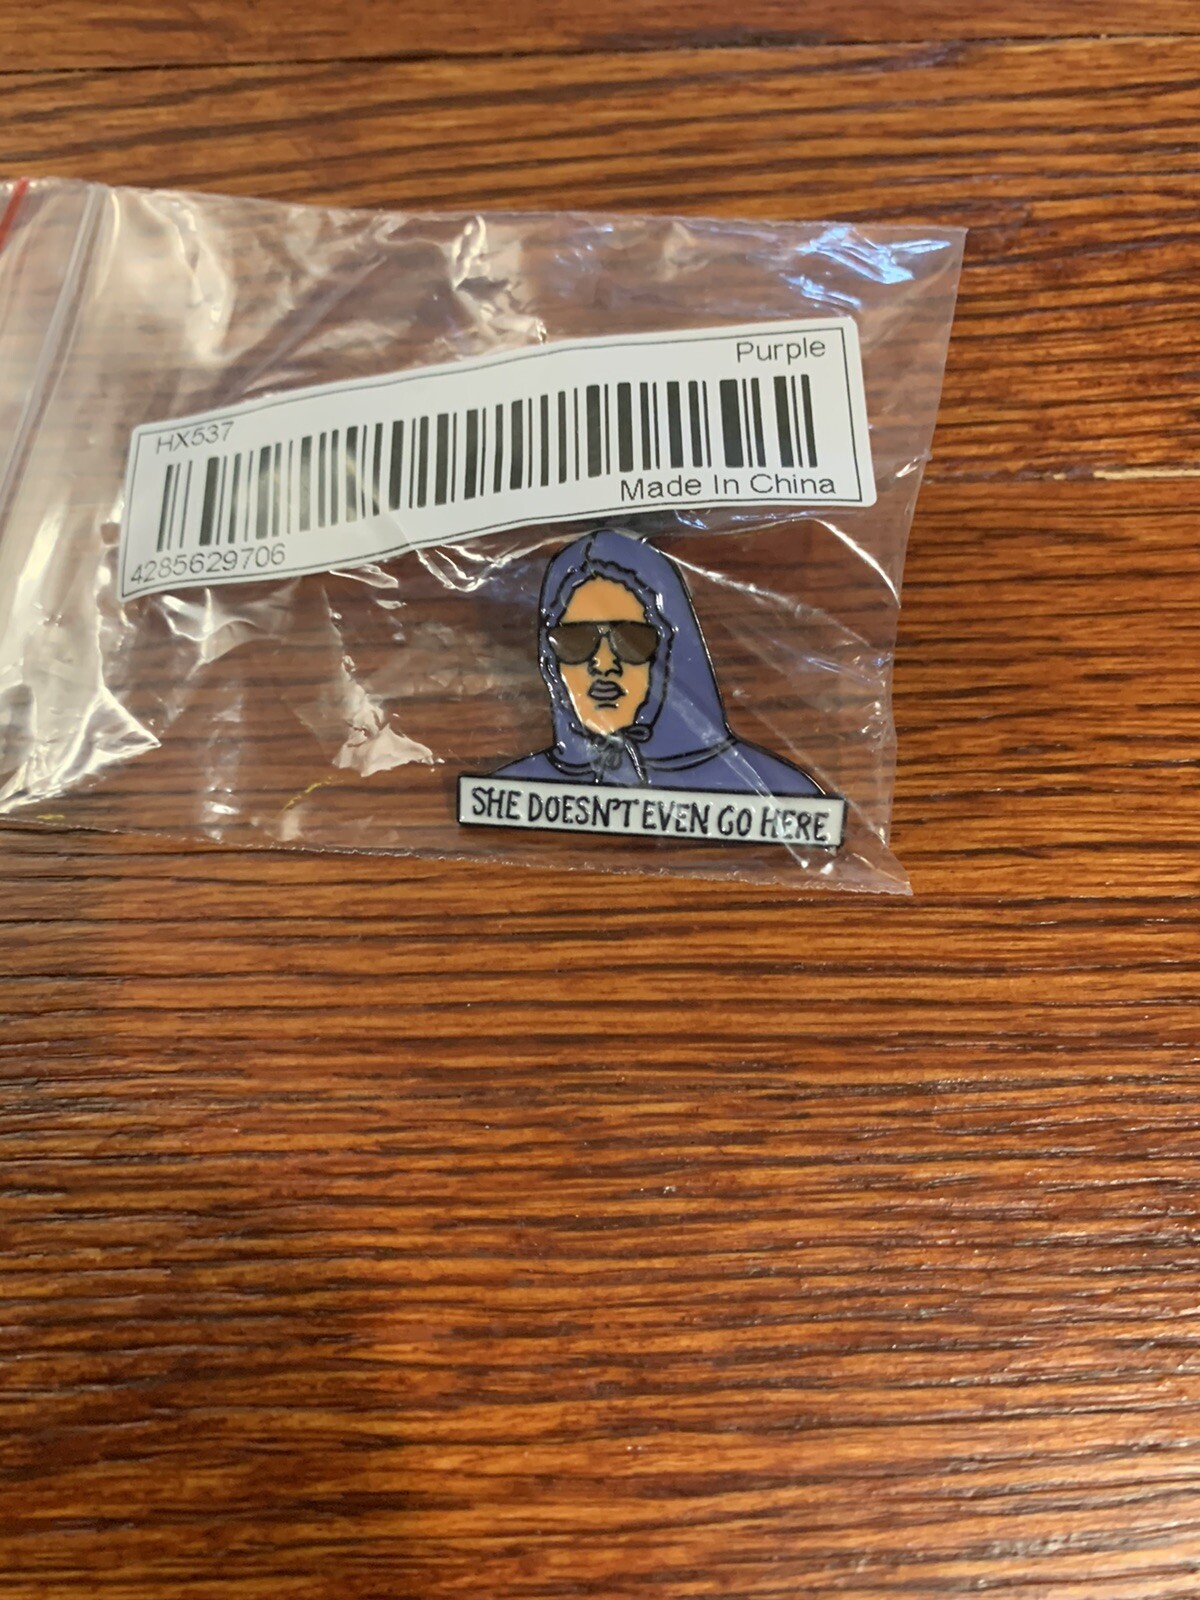 Purple
HX537
Made In China
4285629706
SHE DOESN'T EVEN GO HERE